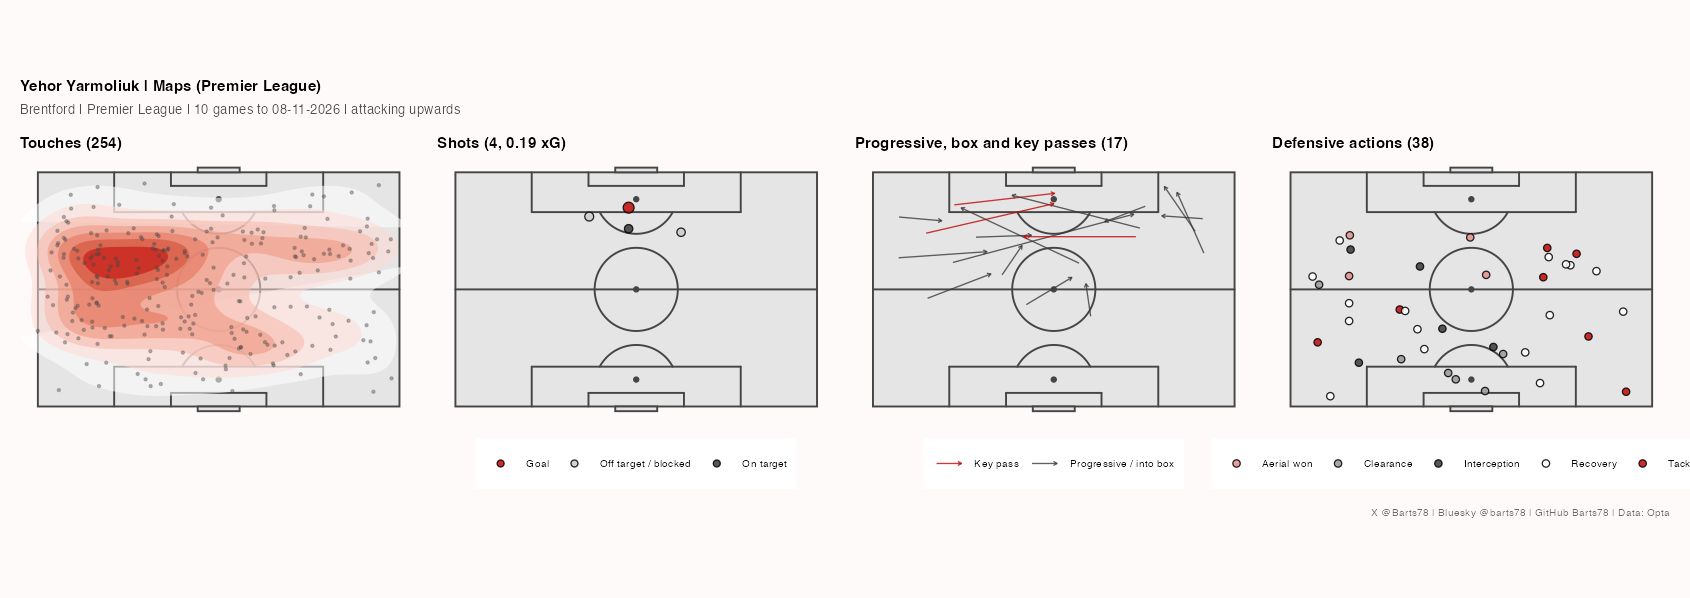 Yehor Yarmoliuk | Maps (Premier League)
Brentford | Premier League | 10 games to 08-11-2026 | attacking upwards
Touches (254)
Shots (4, 0.19 xG)
Progressive, box and key passes (17)
Defensive actions (38)
Goal
Off target / blocked
On target
Key pass
Progressive / into box
Aerial won
Clearance
Interception
Recovery
Tack
X @Barts78 | Bluesky @barts78 | GitHub Barts78 | Data: Opta